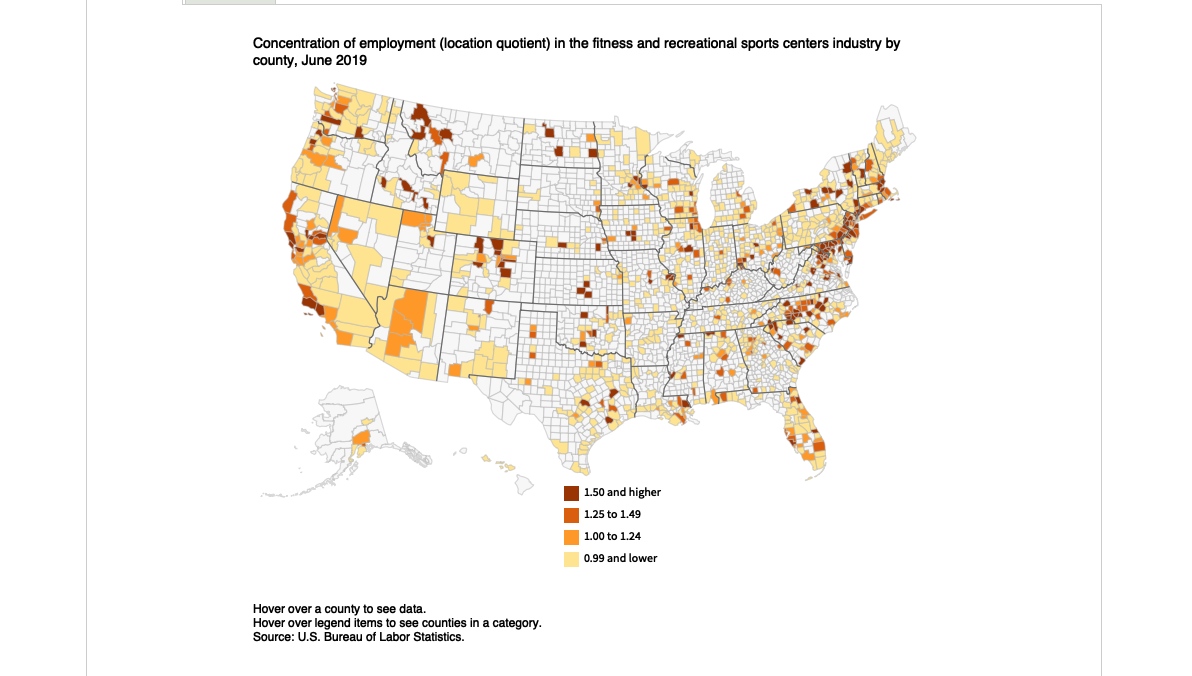 Concentration of employment (location quotient) in the fitness and recreational sports centers industry by
county, June 2019
1.50 and higher
1.25 to 1.49
1.00 to 1.24
0.99 and lower
Hover over a county to see data.
Hover over legend items to see counties in a category.
Source: U.S. Bureau of Labor Statistics.